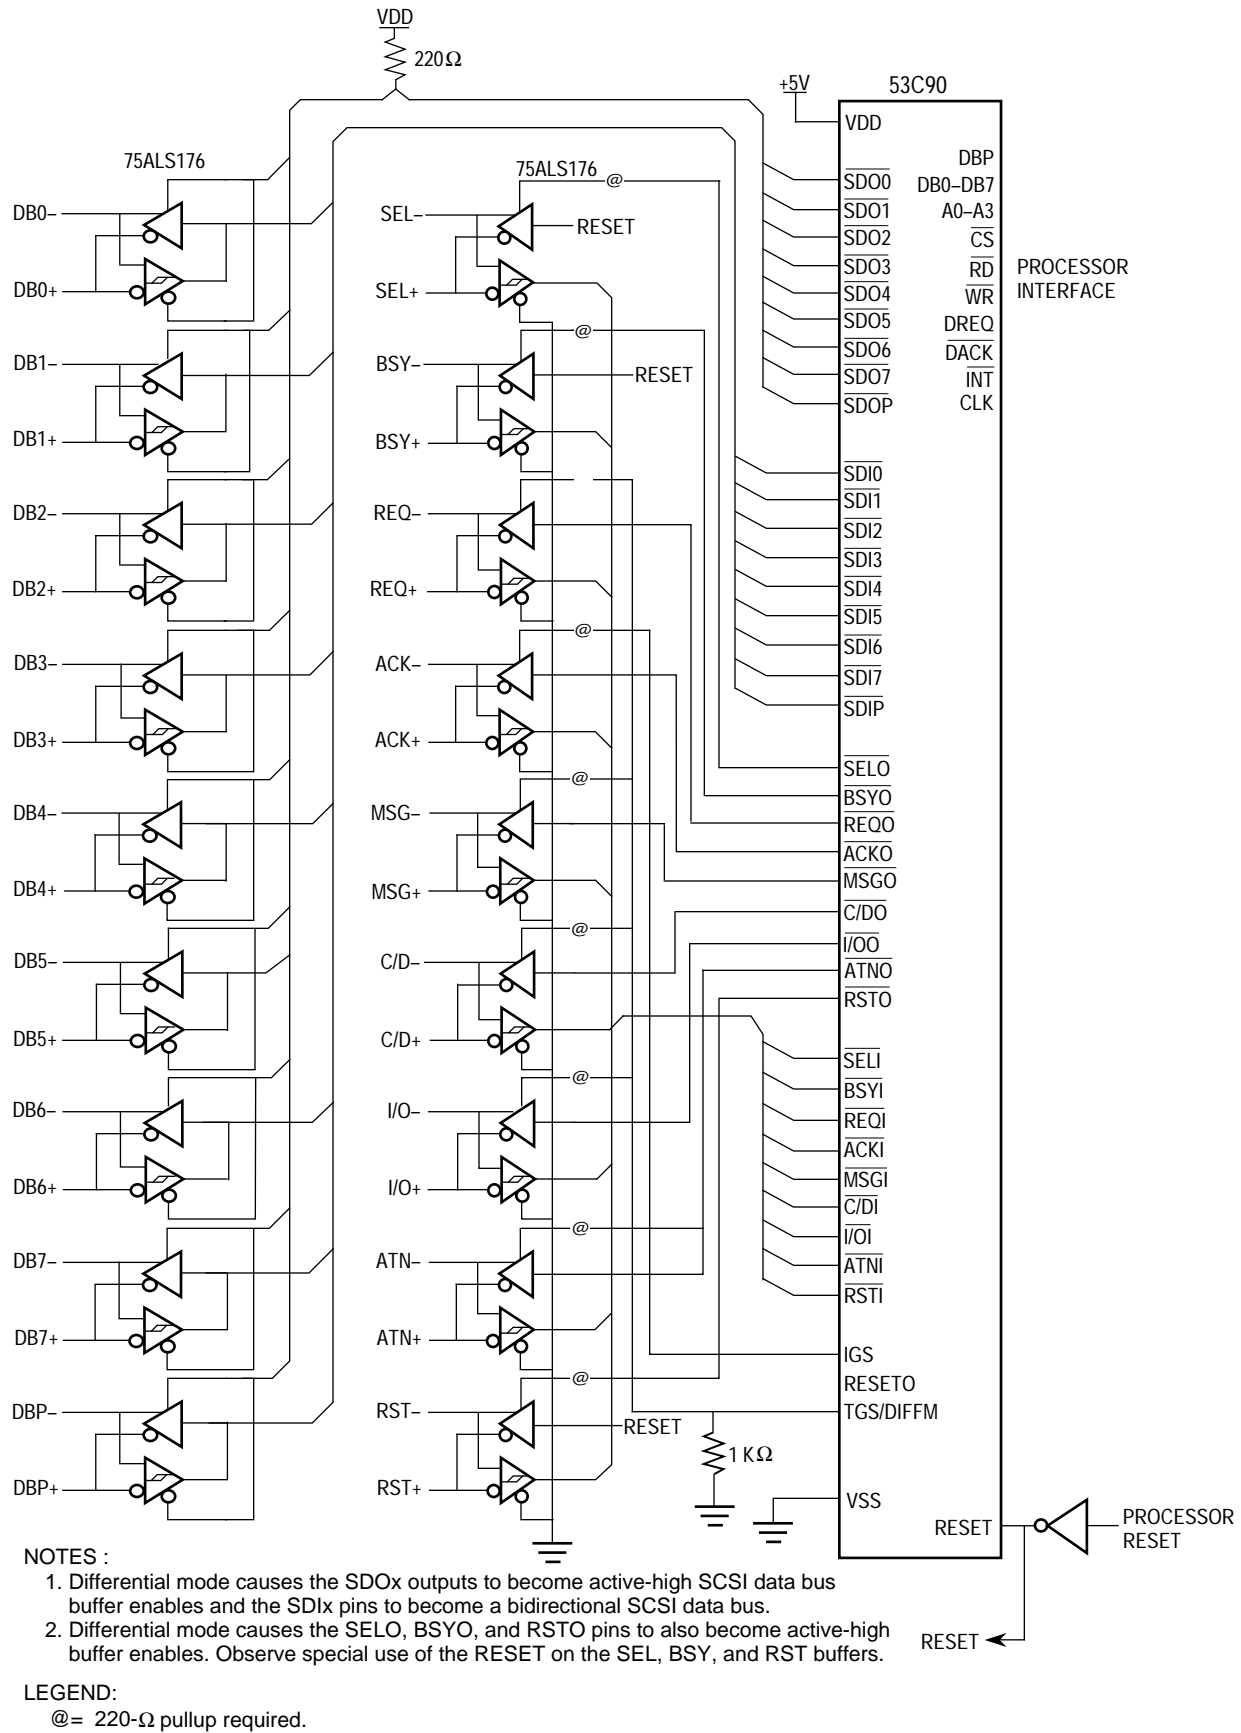 VDD
220Ω
75ALS176
DB0–
DB0+
DB1–
DB1+
DB2–
DB2+
DB3–
DB3+
DB4–
DB4+
DB5–
DB5+
DB6–
DB6+
DB7–
DB7+
DBP–
DBP+
75ALS176
@
SEL–
RESET
SEL+
@
BSY–
RESET
BSY+
REQ–
REQ+
@
ACK–
ACK+
@
MSG–
MSG+
@
C/D–
C/D+
@
I/O–
I/O+
@
ATN–
ATN+
@
RST–
RESET
RST+
+5V
53C90
VDD
SDO0
SDO1
SDO2
SDO3
SDO4
SDO5
SDO6
SDO7
SDOP
DBP
DB0–DB7
A0–A3
CS
RD
WR
DREQ
DACK
INT
CLK
PROCESSOR
INTERFACE
SDI0
SDI1
SDI2
SDI3
SDI4
SDI5
SDI6
SDI7
SDIP
SELO
BSYO
REQO
ACKO
MSGO
C/DO
I/OO
ATNO
RSTO
SELI
BSYI
REQI
ACKI
MSGI
C/DI
I/OI
ATNI
RSTI
IGS
RESETO
TGS/DIFFM
1 KΩ
VSS
RESET
PROCESSOR
RESET
RESET
NOTES :
1. Differential mode causes the SDOx outputs to become active-high SCSI data bus
buffer enables and the SDIx pins to become a bidirectional SCSI data bus.
2. Differential mode causes the SELO, BSYO, and RSTO pins to also become active-high
buffer enables. Observe special use of the RESET on the SEL, BSY, and RST buffers.
LEGEND:
@= 220-Ω pullup required.